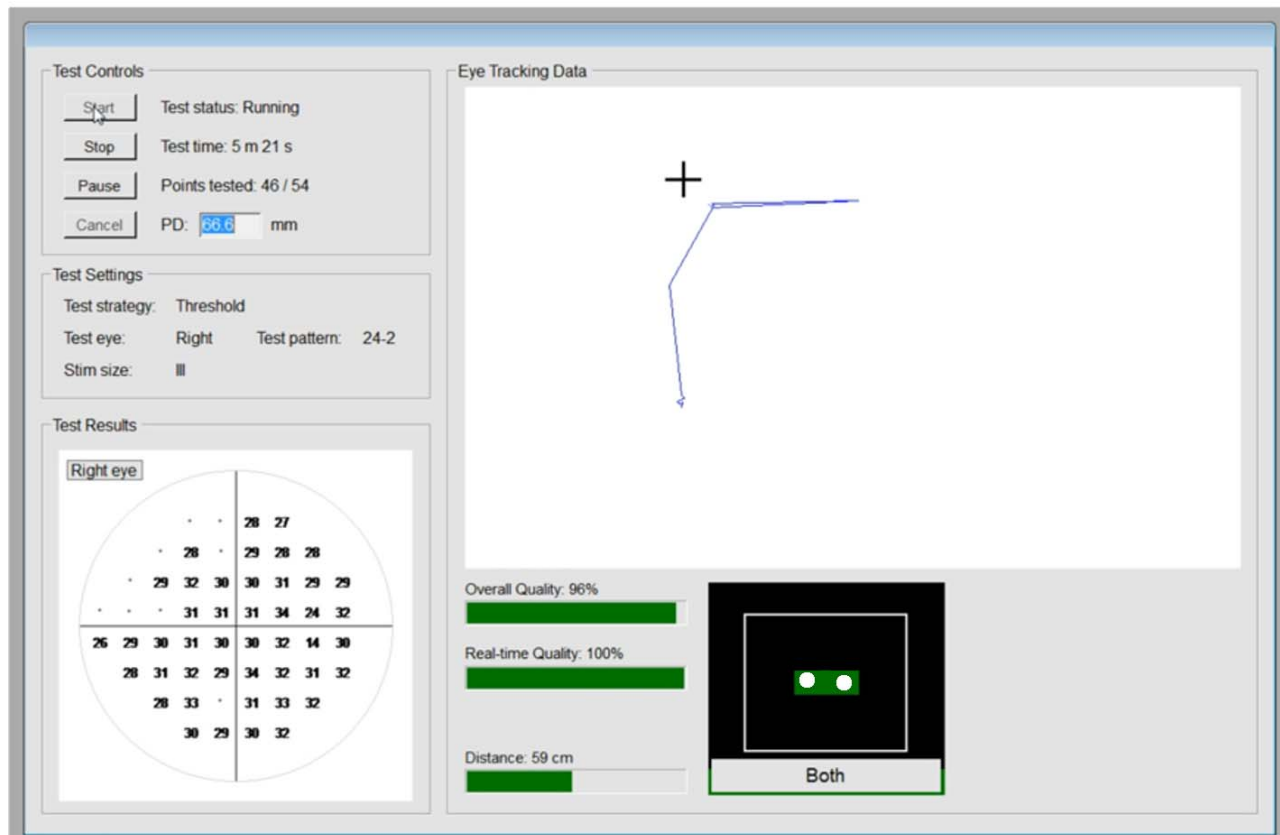 Test Controls
Start Test status: Running
Stop Test time: 5 m 21 s
Pause Points tested: 46 / 54
Cancel PD: 66.6 mm
Test Settings
Test strategy: Threshold
Test eye: Right Test pattern: 24-2
Stim size: III
Test Results
Right eye
28 27
28 29 28 28
29 32 30 30 31 29 29
31 31 31 34 24 32
26 29 30 31 30 30 32 14 30
28 31 32 29 34 32 31 32
28 33 31 33 32
30 29 30 32
Eye Tracking Data
Overall Quality: 96%
Real-time Quality: 100%
Distance: 59 cm
Both